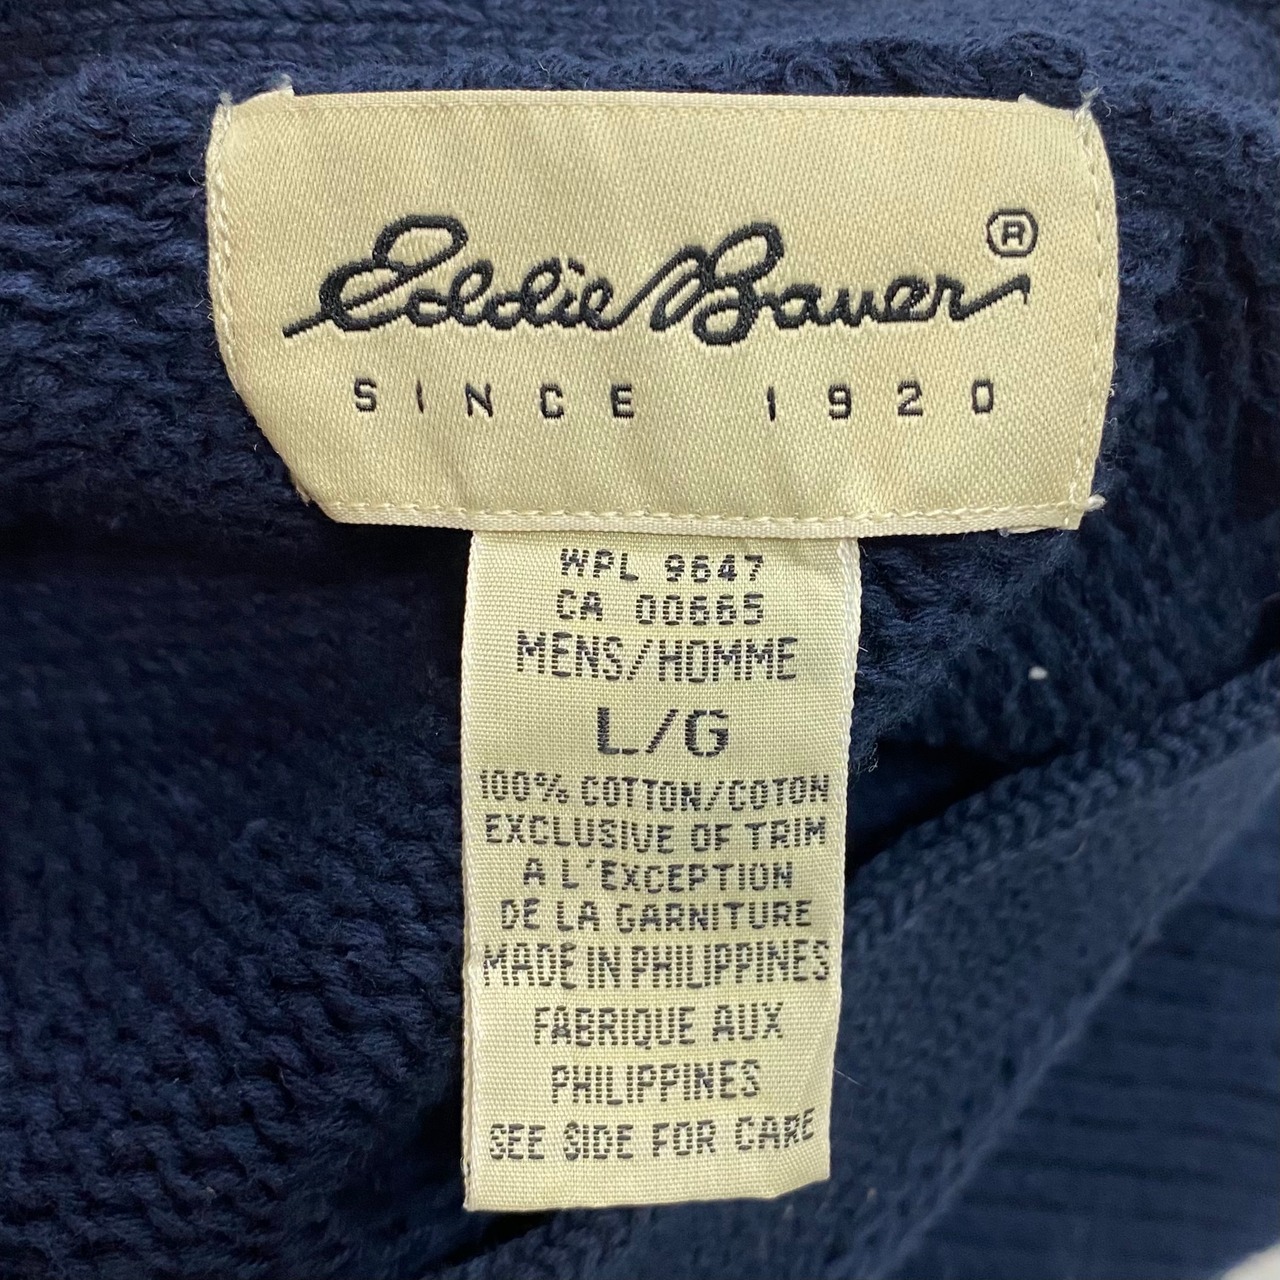 Eddie Bauer ®
SINCE 1920
WPL 9647
CA 00665
MENS/HOMME
L/G
100% COTTON/COTON
EXCLUSIVE OF TRIM
A L'EXCEPTION
DE LA GARNITURE
MADE IN PHILIPPINES
FABRIQUE AUX
PHILIPPINES
SEE SIDE FOR CARE